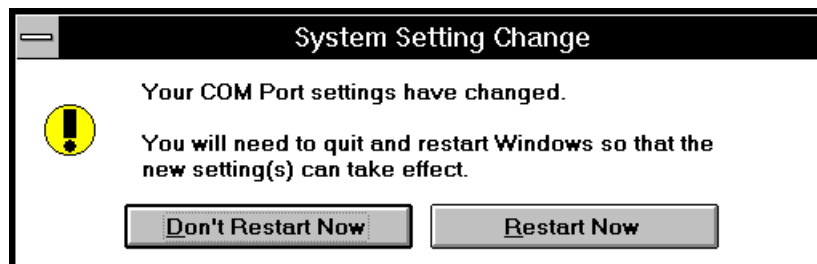 System Setting Change
Your COM Port settings have changed.
You will need to quit and restart Windows so that the
new setting(s) can take effect.
Don't Restart Now
Restart Now